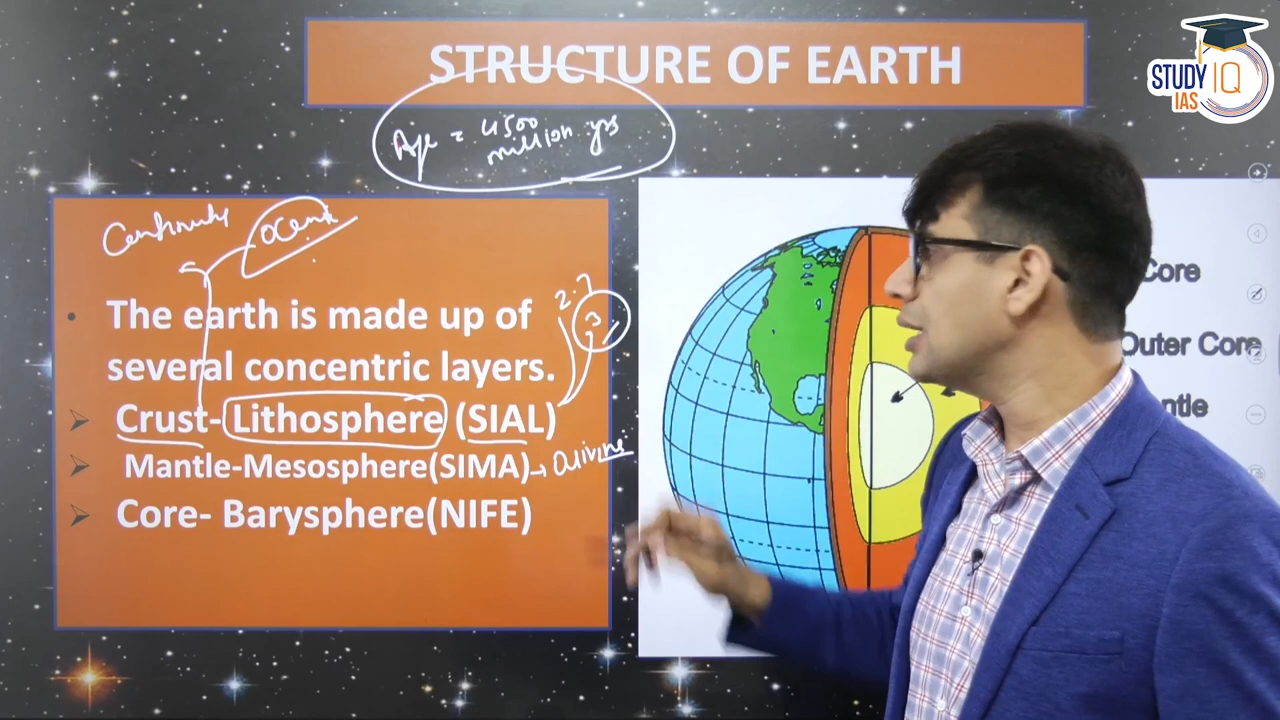 STRUCTURE OF EARTH
STUDY IQ
IAS
Age = 4500
million yrs
Ocean
The earth is made up of
several concentric layers.
2.7
3
Crust-Lithosphere (SIAL)
Mantle-Mesosphere(SIMA)→ Olivine
Core- Barysphere(NIFE)
Core
Outer Core
ntle